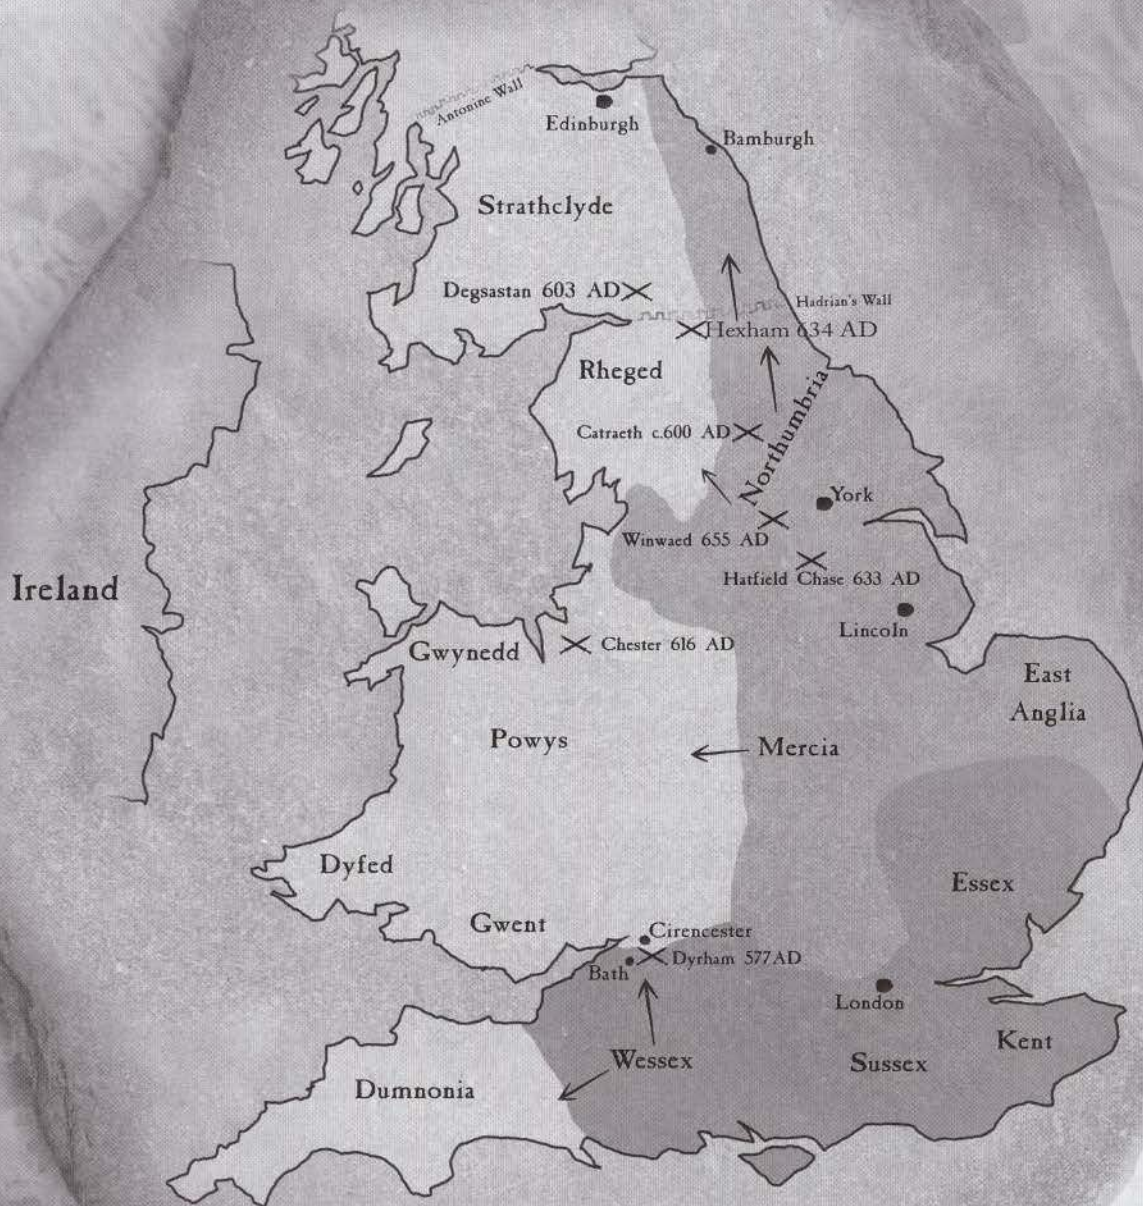 Antonine Wall
Edinburgh
Bamburgh
Strathclyde
Degsastan 603 AD
Hadrian's Wall
Hexham 634 AD
Rheged
Northumbria
Catraeth c.600 AD
York
Winwaed 655 AD
Hatfield Chase 633 AD
Ireland
Lincoln
Gwynedd
Chester 616 AD
East
Anglia
Powys
Mercia
Dyfed
Essex
Gwent
Cirencester
Dyrham 577AD
Bath
London
Kent
Wessex
Sussex
Dumnonia